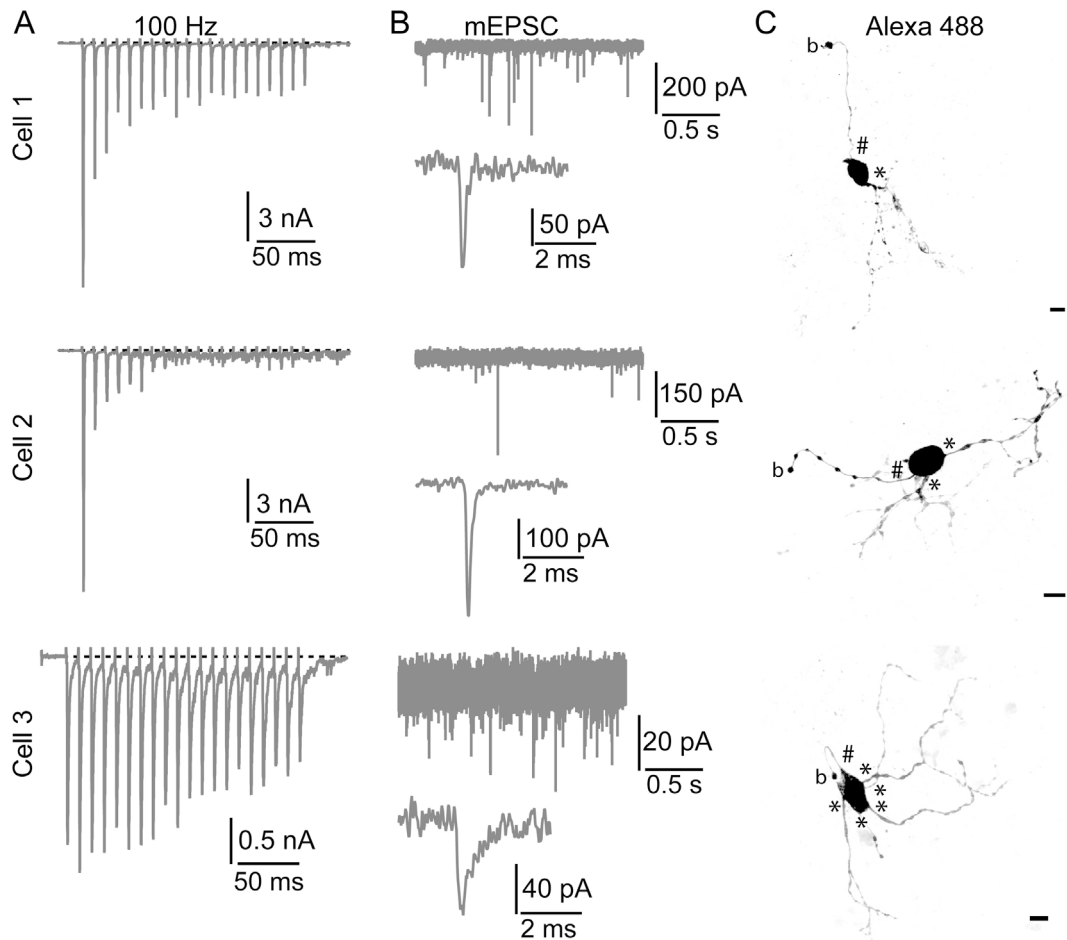 A
100 Hz
B
mEPSC
C
Alexa 488
Cell 1
3 nA
50 ms
200 pA
0.5 s
50 pA
2 ms
b
#
*
Cell 2
3 nA
50 ms
150 pA
0.5 s
100 pA
2 ms
b
#
*
*
Cell 3
0.5 nA
50 ms
20 pA
0.5 s
40 pA
2 ms
b
#
*
*
*
*
*